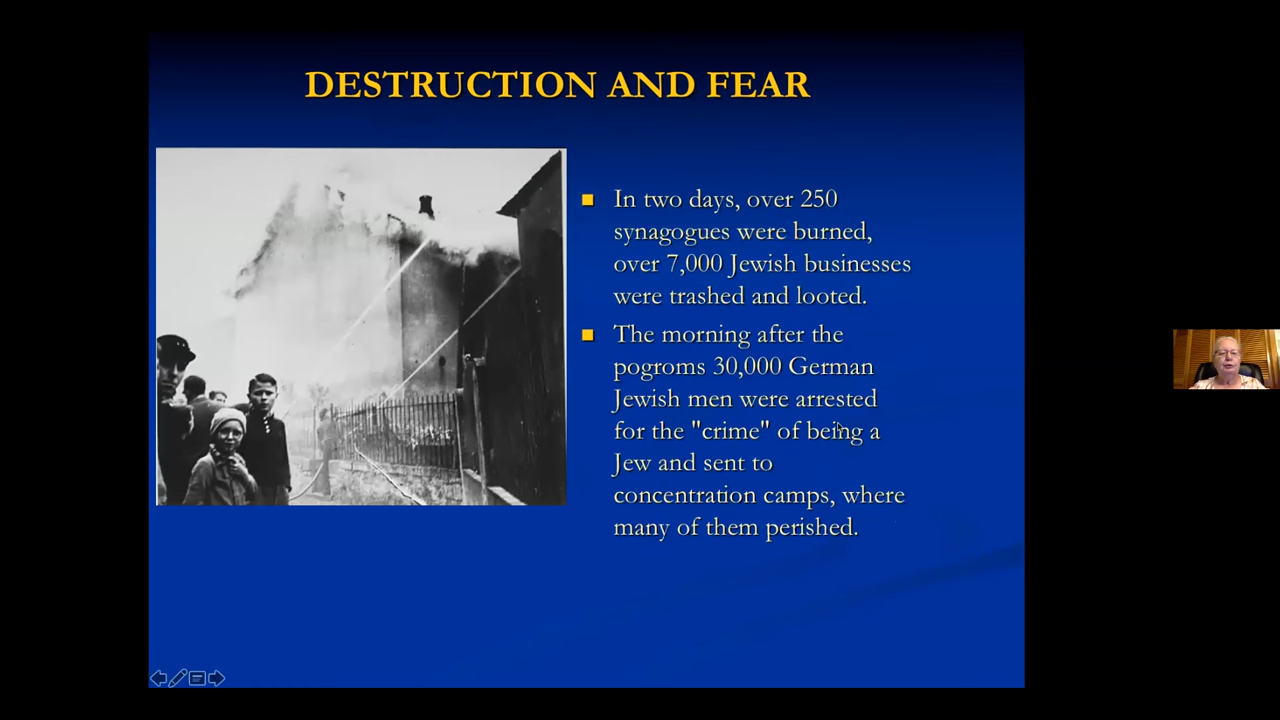 DESTRUCTION AND FEAR
In two days, over 250
synagogues were burned,
over 7,000 Jewish businesses
were trashed and looted.
The morning after the
pogroms 30,000 German
Jewish men were arrested
for the "crime" of being a
Jew and sent to
concentration camps, where
many of them perished.